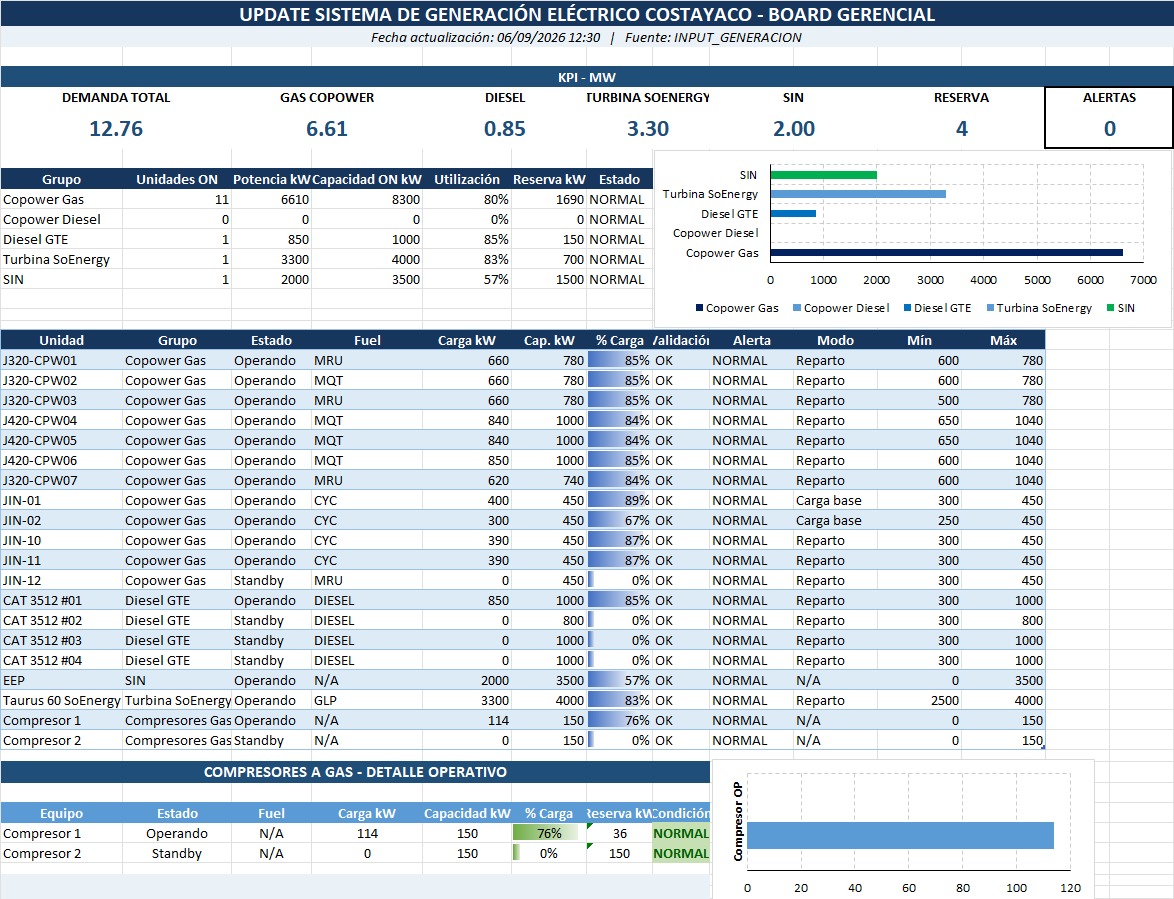 UPDATE SISTEMA DE GENERACIÓN ELÉCTRICO COSTAYACO - BOARD GERENCIAL
Fecha actualización: 06/09/2026 12:30 | Fuente: INPUT_GENERACION
KPI - MW
DEMANDA TOTAL GAS COPOWER DIESEL TURBINA SOENERGY SIN RESERVA ALERTAS
12.76 6.61 0.85 3.30 2.00 4 0
Grupo Unidades ON Potencia kW Capacidad ON kW Utilización Reserva kW Estado
Copower Gas 11 6610 8300 80% 1690 NORMAL
Copower Diesel 0 0 0 0% 0 NORMAL
Diesel GTE 1 850 1000 85% 150 NORMAL
Turbina SoEnergy 1 3300 4000 83% 700 NORMAL
SIN 1 2000 3500 57% 1500 NORMAL
SIN
Turbina SoEnergy
Diesel GTE
Copower Diesel
Copower Gas
0 1000 2000 3000 4000 5000 6000 7000
Copower Gas Copower Diesel Diesel GTE Turbina SoEnergy SIN
Unidad Grupo Estado Fuel Carga kW Cap. kW % Carga Validación Alerta Modo Mín Máx
J320-CPW01 Copower Gas Operando MRU 660 780 85% OK NORMAL Reparto 600 780
J320-CPW02 Copower Gas Operando MQT 660 780 85% OK NORMAL Reparto 600 780
J320-CPW03 Copower Gas Operando MRU 660 780 85% OK NORMAL Reparto 500 780
J420-CPW04 Copower Gas Operando MQT 840 1000 84% OK NORMAL Reparto 650 1040
J420-CPW05 Copower Gas Operando MQT 840 1000 84% OK NORMAL Reparto 650 1040
J420-CPW06 Copower Gas Operando MQT 850 1000 85% OK NORMAL Reparto 600 1040
J320-CPW07 Copower Gas Operando MRU 620 740 84% OK NORMAL Reparto 600 1040
JIN-01 Copower Gas Operando CYC 400 450 89% OK NORMAL Carga base 300 450
JIN-02 Copower Gas Operando CYC 300 450 67% OK NORMAL Carga base 250 450
JIN-10 Copower Gas Operando CYC 390 450 87% OK NORMAL Reparto 300 450
JIN-11 Copower Gas Operando CYC 390 450 87% OK NORMAL Reparto 300 450
JIN-12 Copower Gas Standby MRU 0 450 0% OK NORMAL Reparto 300 450
CAT 3512 #01 Diesel GTE Operando DIESEL 850 1000 85% OK NORMAL Reparto 300 1000
CAT 3512 #02 Diesel GTE Standby DIESEL 0 800 0% OK NORMAL Reparto 300 800
CAT 3512 #03 Diesel GTE Standby DIESEL 0 1000 0% OK NORMAL Reparto 300 1000
CAT 3512 #04 Diesel GTE Standby DIESEL 0 1000 0% OK NORMAL Reparto 300 1000
EEP SIN Operando N/A 2000 3500 57% OK NORMAL N/A 0 3500
Taurus 60 SoEnergy Turbina SoEnergy Operando GLP 3300 4000 83% OK NORMAL Reparto 2500 4000
Compresor 1 Compresores Gas Operando N/A 114 150 76% OK NORMAL N/A 0 150
Compresor 2 Compresores Gas Standby N/A 0 150 0% OK NORMAL N/A 0 150
COMPRESORES A GAS - DETALLE OPERATIVO
Equipo Estado Fuel Carga kW Capacidad kW % Carga Reserva kW Condición
Compresor 1 Operando N/A 114 150 76% 36 NORMAL
Compresor 2 Standby N/A 0 150 0% 150 NORMAL
Compresor OP
0 20 40 60 80 100 120